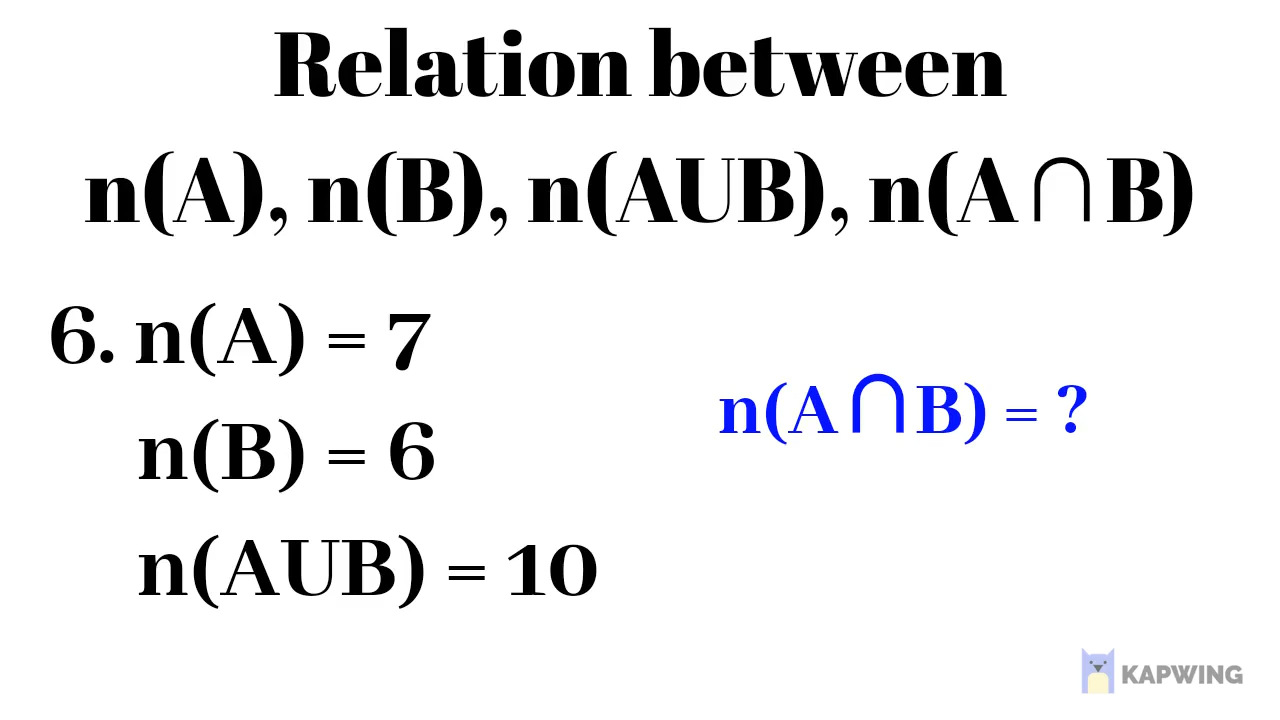 Relation between
n(A), n(B), n(AUB), n(A∩B)
6. n(A) = 7
n(B) = 6
n(AUB) = 10
n(A∩B) = ?
KAPWING